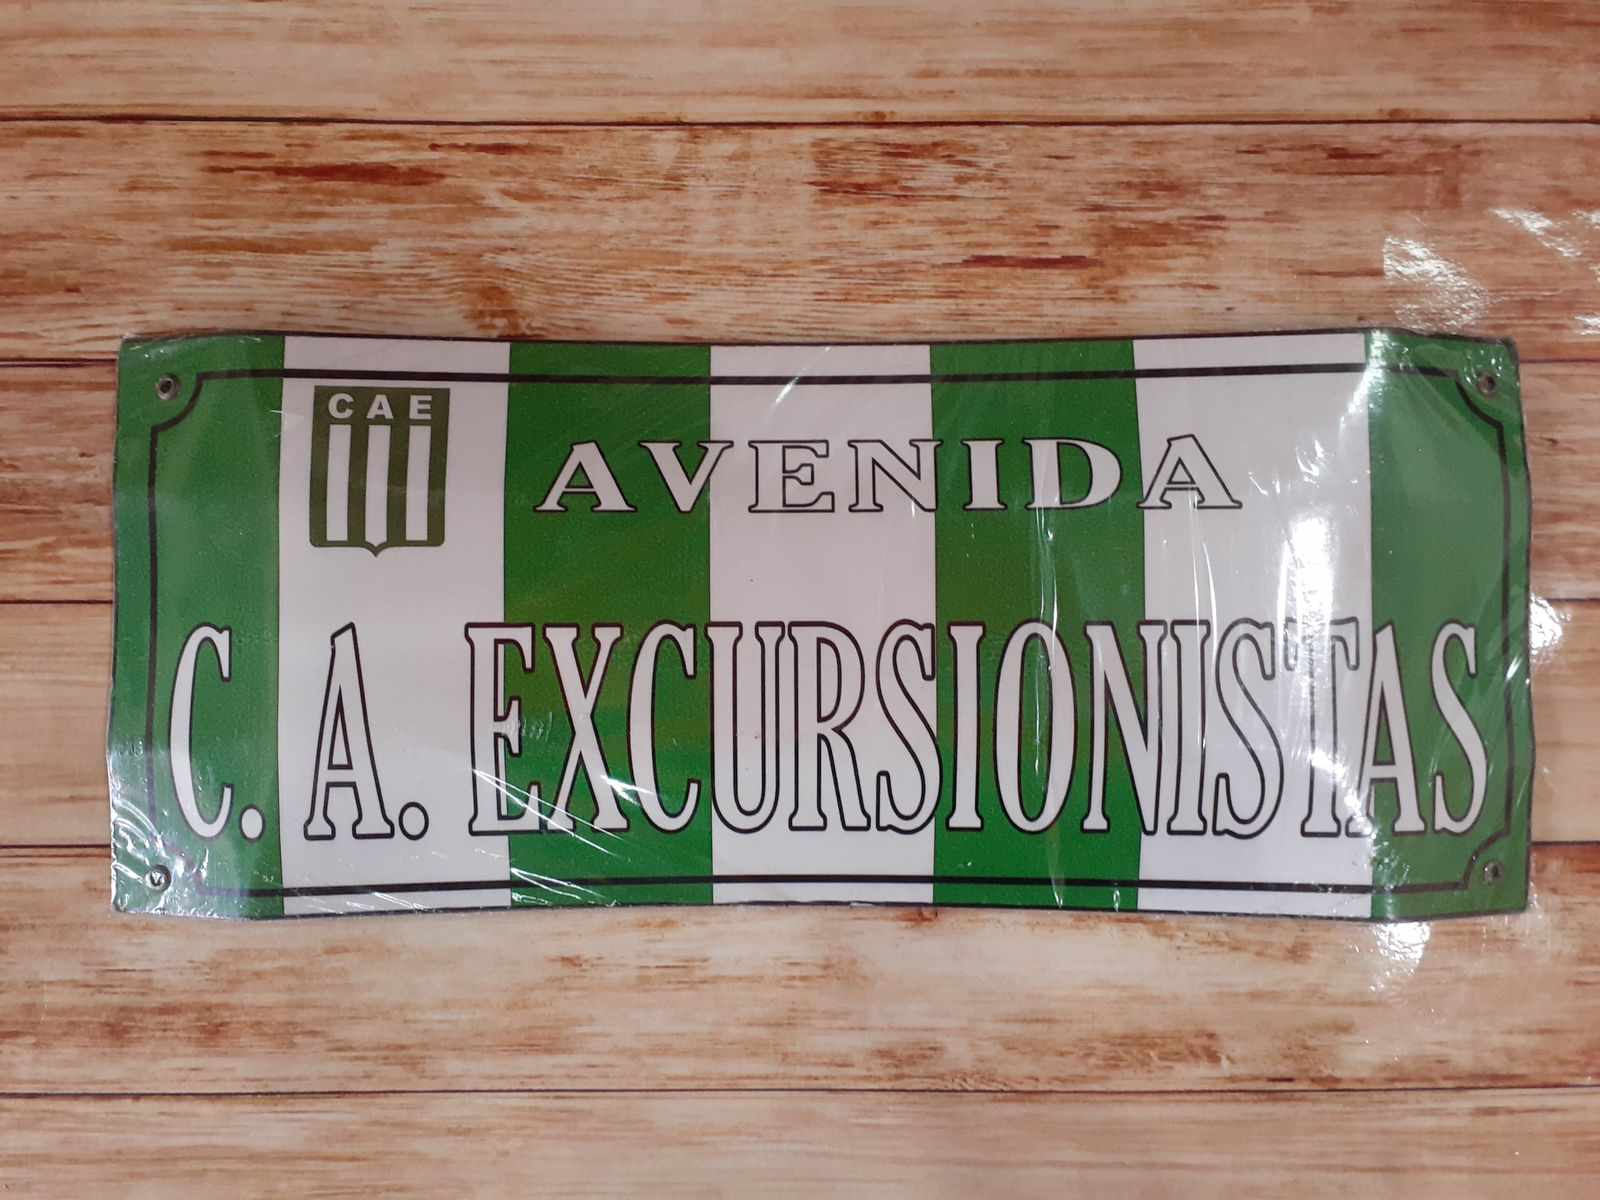 CAE
AVENIDA
C. A. EXCURSIONISTAS